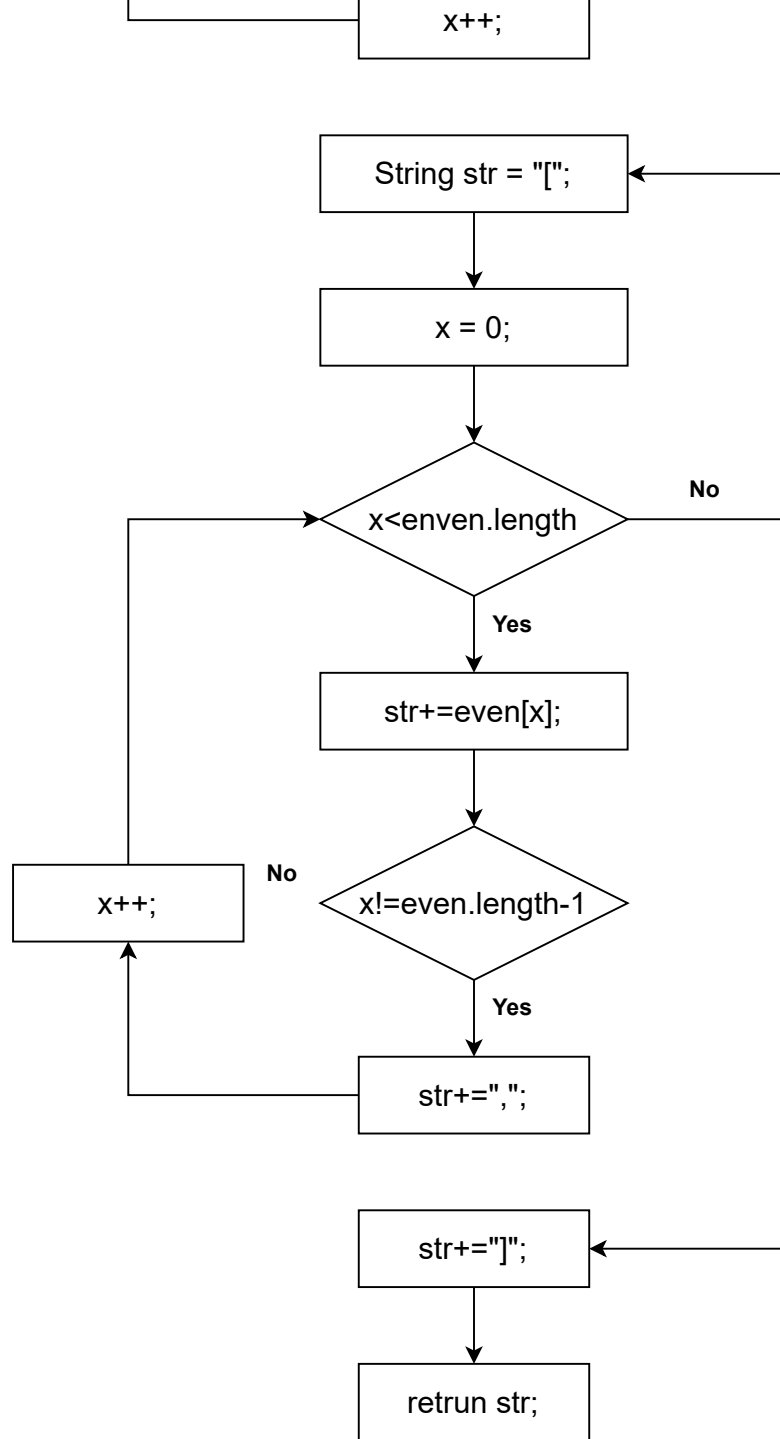 x++;
String str = "[";
x = 0;
x<enven.length
No
Yes
str+=even[x];
x++;
No
x!=even.length-1
Yes
str+=",";
str+="]";
retrun str;